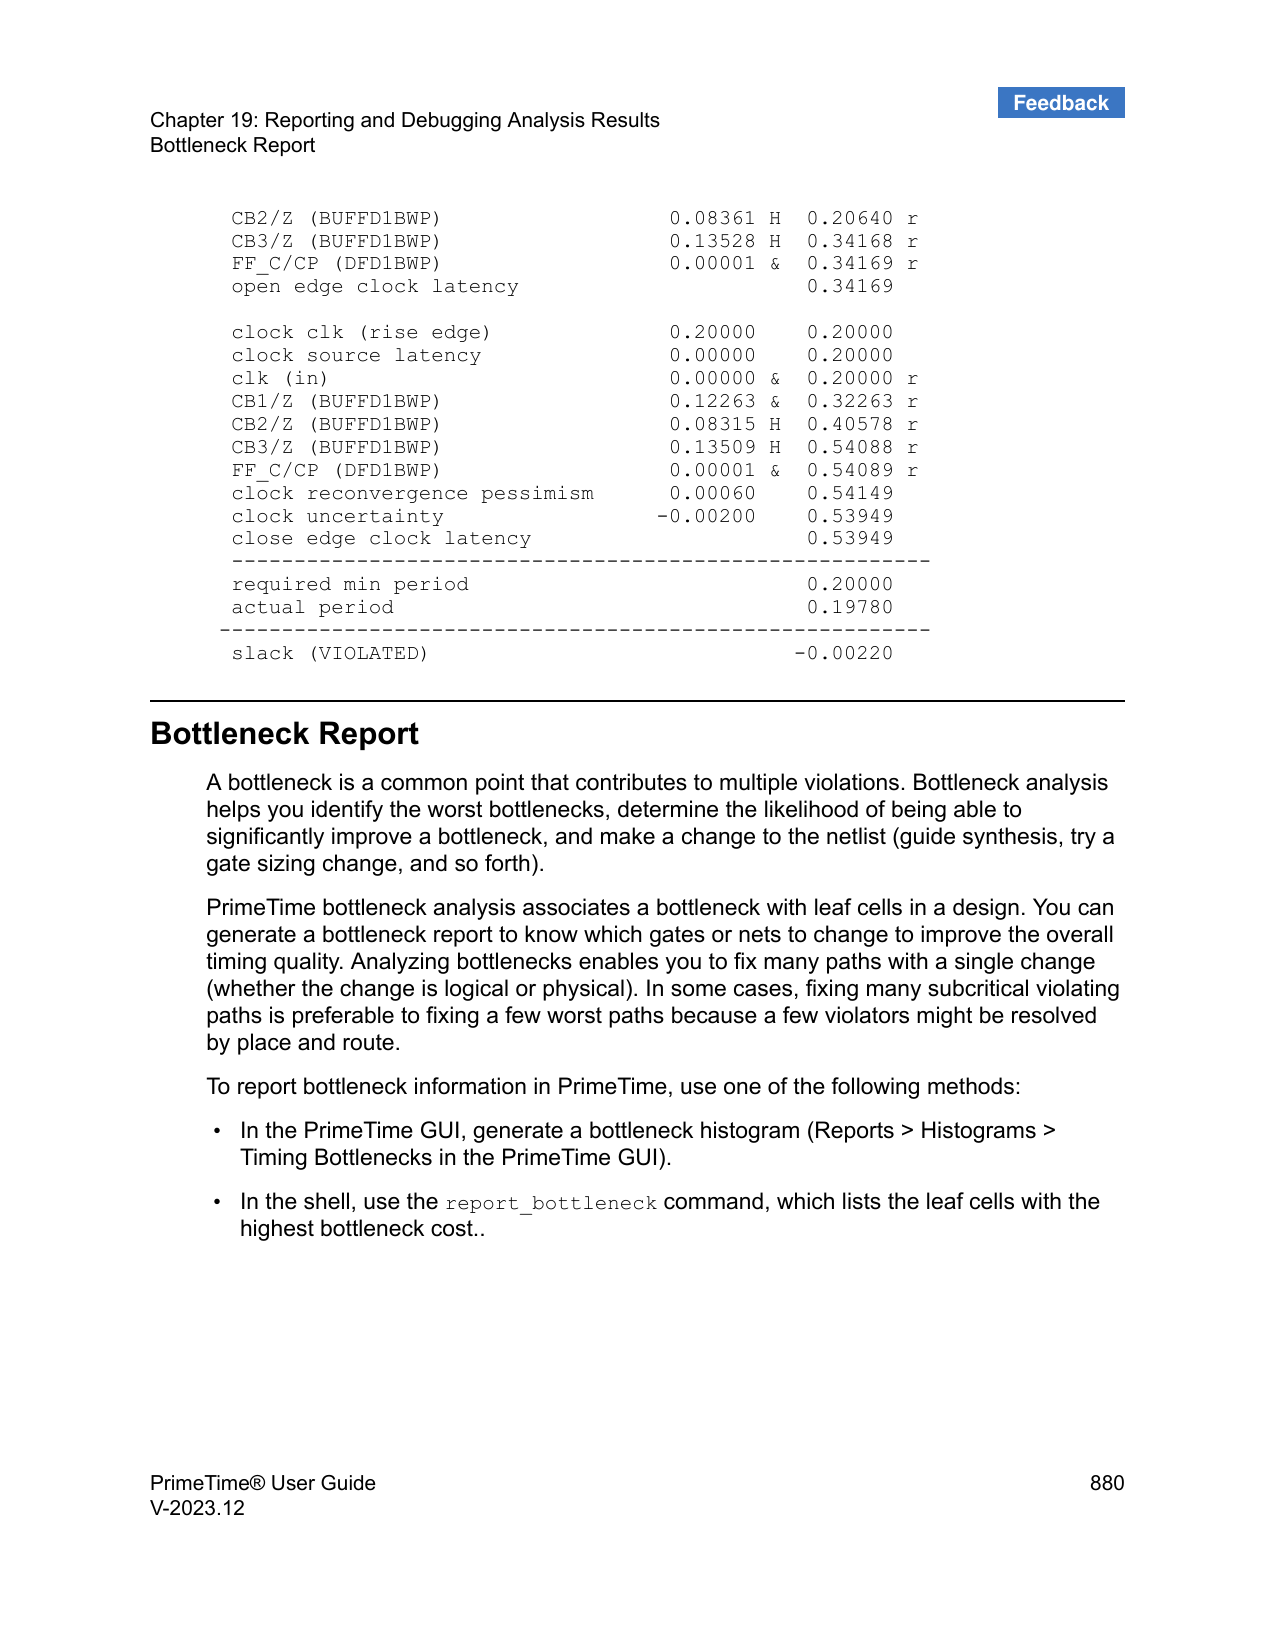 Feedback
Chapter 19: Reporting and Debugging Analysis Results
Bottleneck Report
CB2/Z (BUFFD1BWP) 0.08361 H 0.20640 r
CB3/Z (BUFFD1BWP) 0.13528 H 0.34168 r
FF_C/CP (DFD1BWP) 0.00001 & 0.34169 r
open edge clock latency 0.34169
clock clk (rise edge) 0.20000 0.20000
clock source latency 0.00000 0.20000
clk (in) 0.00000 & 0.20000 r
CB1/Z (BUFFD1BWP) 0.12263 & 0.32263 r
CB2/Z (BUFFD1BWP) 0.08315 H 0.40578 r
CB3/Z (BUFFD1BWP) 0.13509 H 0.54088 r
FF_C/CP (DFD1BWP) 0.00001 & 0.54089 r
clock reconvergence pessimism 0.00060 0.54149
clock uncertainty -0.00200 0.53949
close edge clock latency 0.53949
--------------------------------------------------------
required min period 0.20000
actual period 0.19780
---------------------------------------------------------
slack (VIOLATED) -0.00220
Bottleneck Report
A bottleneck is a common point that contributes to multiple violations. Bottleneck analysis
helps you identify the worst bottlenecks, determine the likelihood of being able to
significantly improve a bottleneck, and make a change to the netlist (guide synthesis, try a
gate sizing change, and so forth).
PrimeTime bottleneck analysis associates a bottleneck with leaf cells in a design. You can
generate a bottleneck report to know which gates or nets to change to improve the overall
timing quality. Analyzing bottlenecks enables you to fix many paths with a single change
(whether the change is logical or physical). In some cases, fixing many subcritical violating
paths is preferable to fixing a few worst paths because a few violators might be resolved
by place and route.
To report bottleneck information in PrimeTime, use one of the following methods:
• In the PrimeTime GUI, generate a bottleneck histogram (Reports > Histograms >
Timing Bottlenecks in the PrimeTime GUI).
• In the shell, use the report_bottleneck command, which lists the leaf cells with the
highest bottleneck cost..
PrimeTime® User Guide 880
V-2023.12